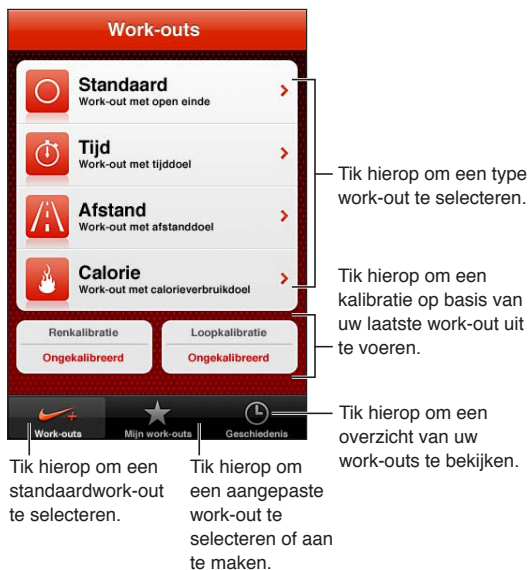 Work-outs
Standaard
Work-out met open einde
Tijd
Work-out met tijddoel
Afstand
Work-out met afstanddoel
Calorie
Work-out met calorieverbruikdoel
Renkalibratie
Ongekalibreerd
Loopkalibratie
Ongekalibreerd
Work-outs
Mijn work-outs
Geschiedenis
Tik hierop om een type
work-out te selecteren.
Tik hierop om een
kalibratie op basis van
uw laatste work-out uit
te voeren.
Tik hierop om een
overzicht van uw
work-outs te bekijken.
Tik hierop om een
standaardwork-out
te selecteren.
Tik hierop om
een aangepaste
work-out te
selecteren of aan
te maken.